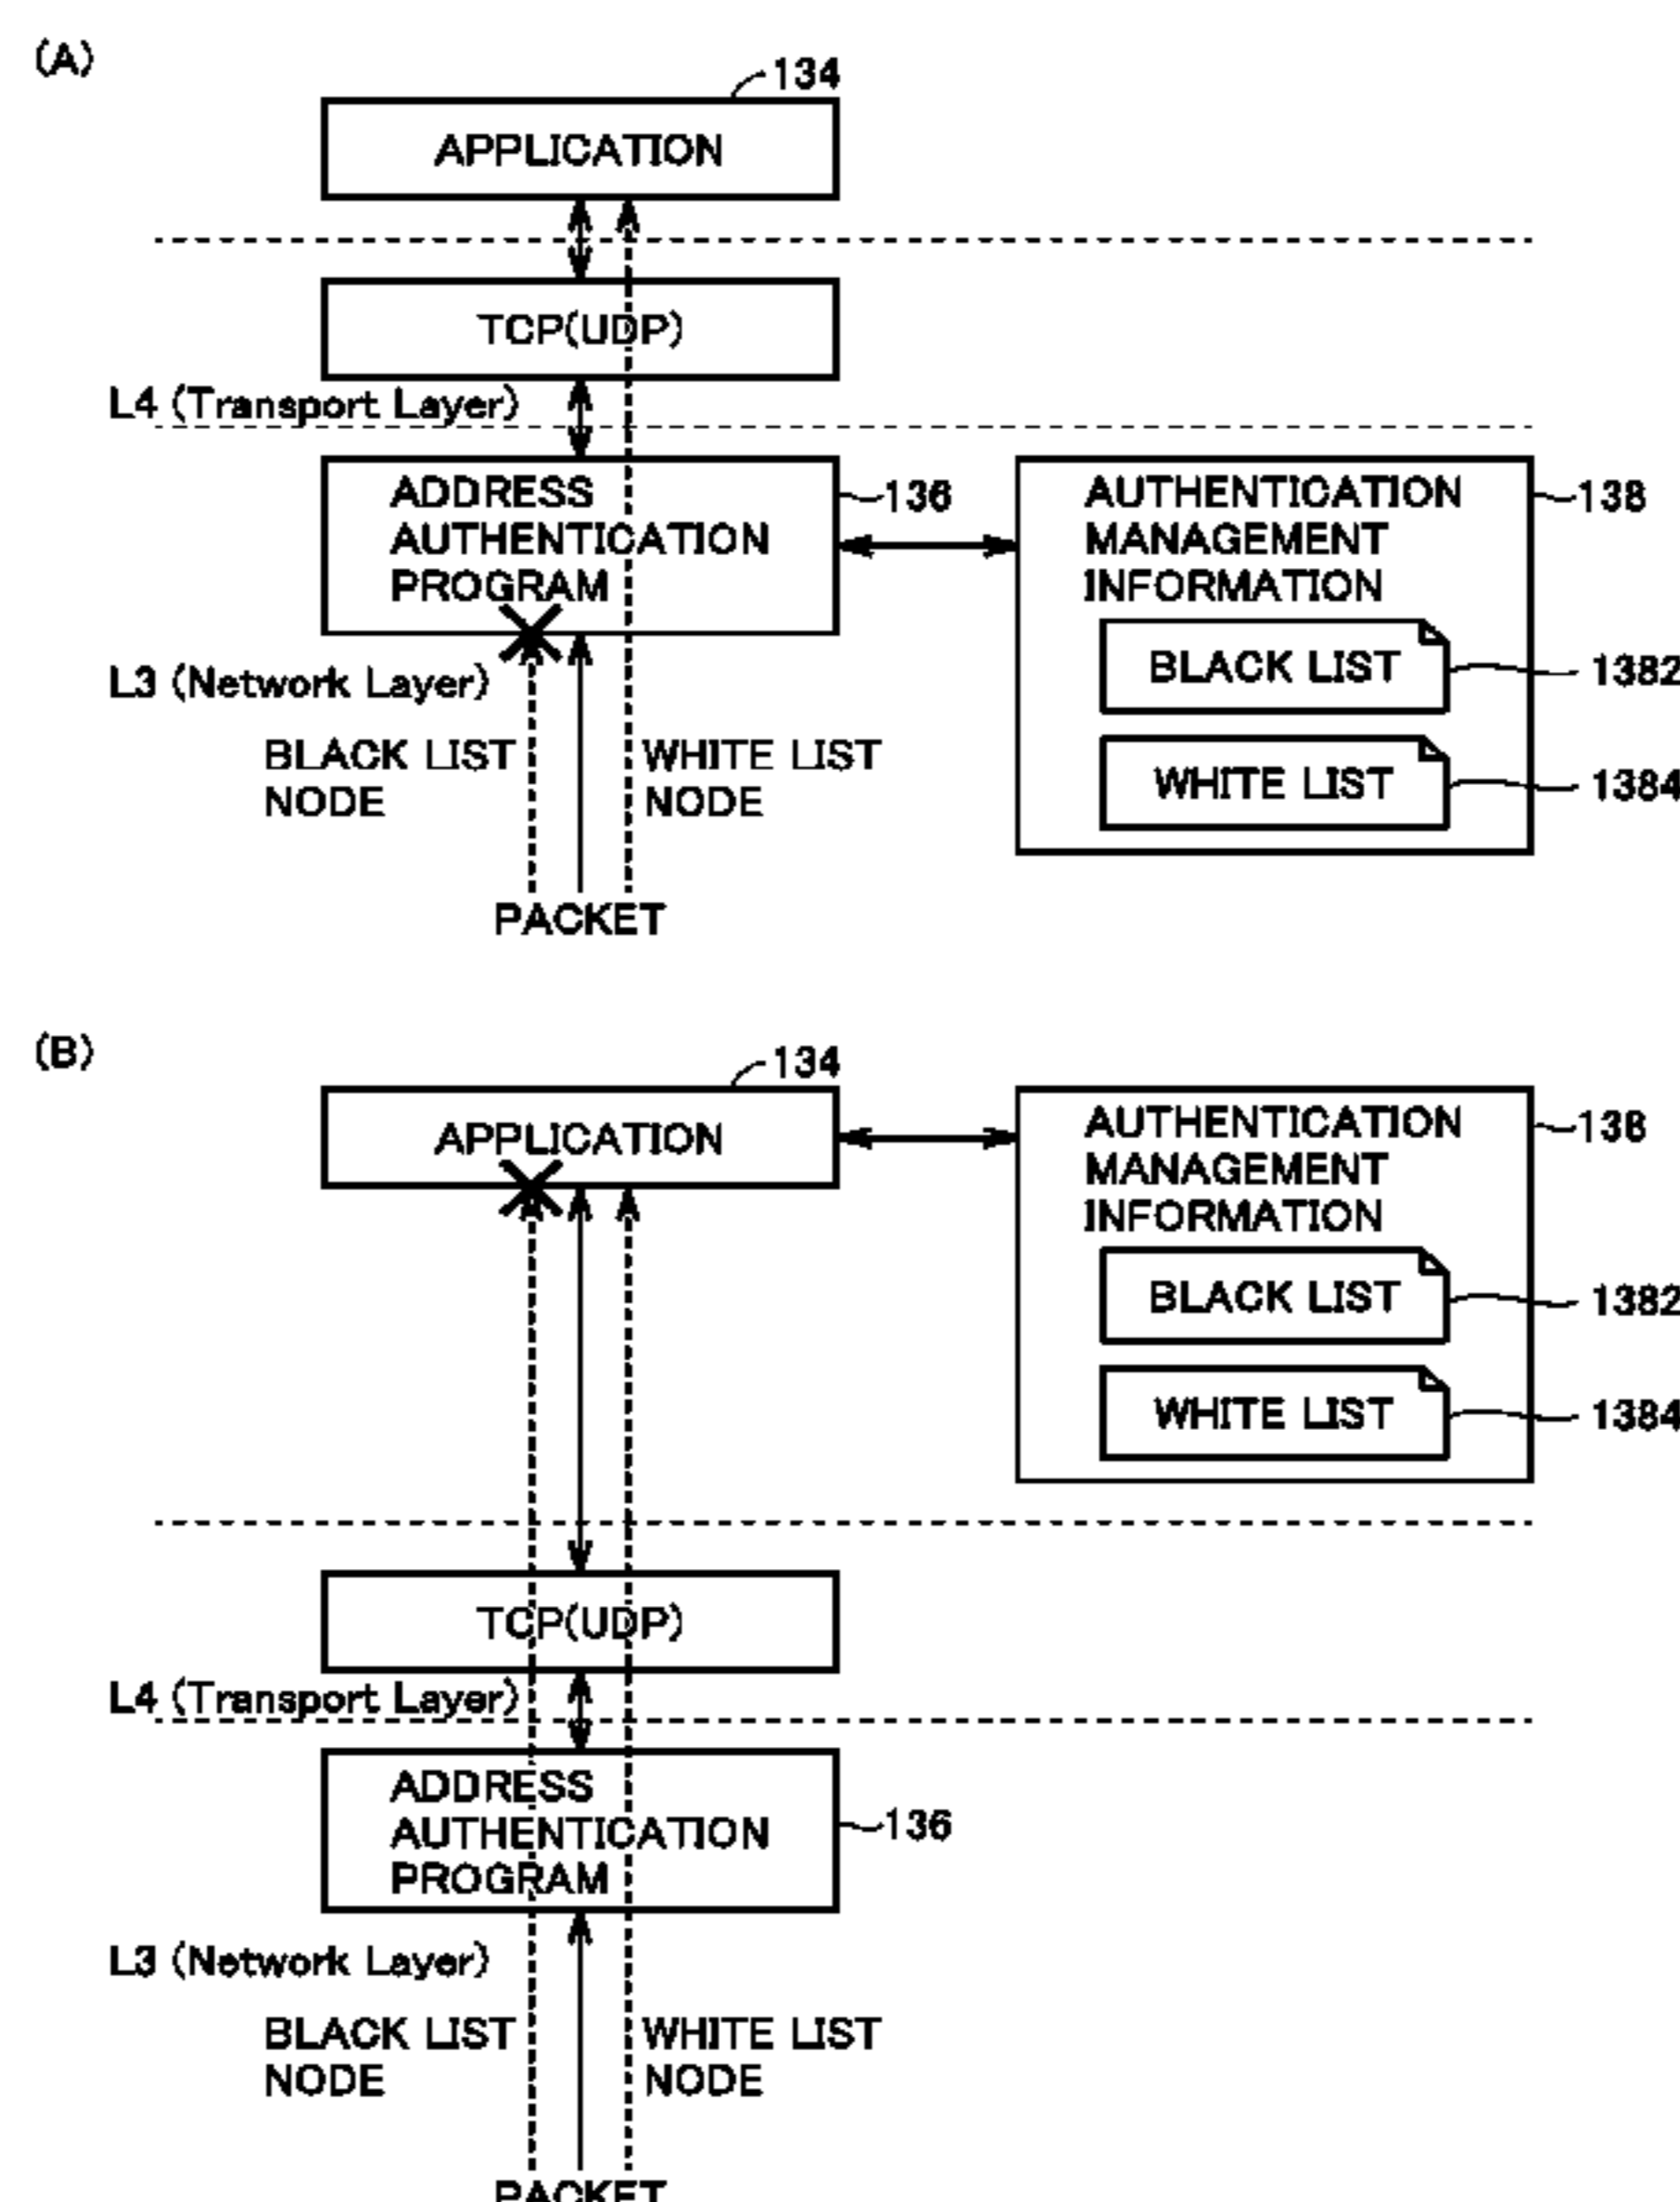 (A)
134
APPLICATION
TCP(UDP)
L4 (Transport Layer)
ADDRESS
AUTHENTICATION
PROGRAM
136
AUTHENTICATION
MANAGEMENT
INFORMATION
138
BLACK LIST
1382
WHITE LIST
1384
L3 (Network Layer)
BLACK LIST
NODE
WHITE LIST
NODE
PACKET
(B)
134
APPLICATION
AUTHENTICATION
MANAGEMENT
INFORMATION
138
BLACK LIST
1382
WHITE LIST
1384
TCP(UDP)
L4 (Transport Layer)
ADDRESS
AUTHENTICATION
PROGRAM
136
L3 (Network Layer)
BLACK LIST
NODE
WHITE LIST
NODE
PACKET